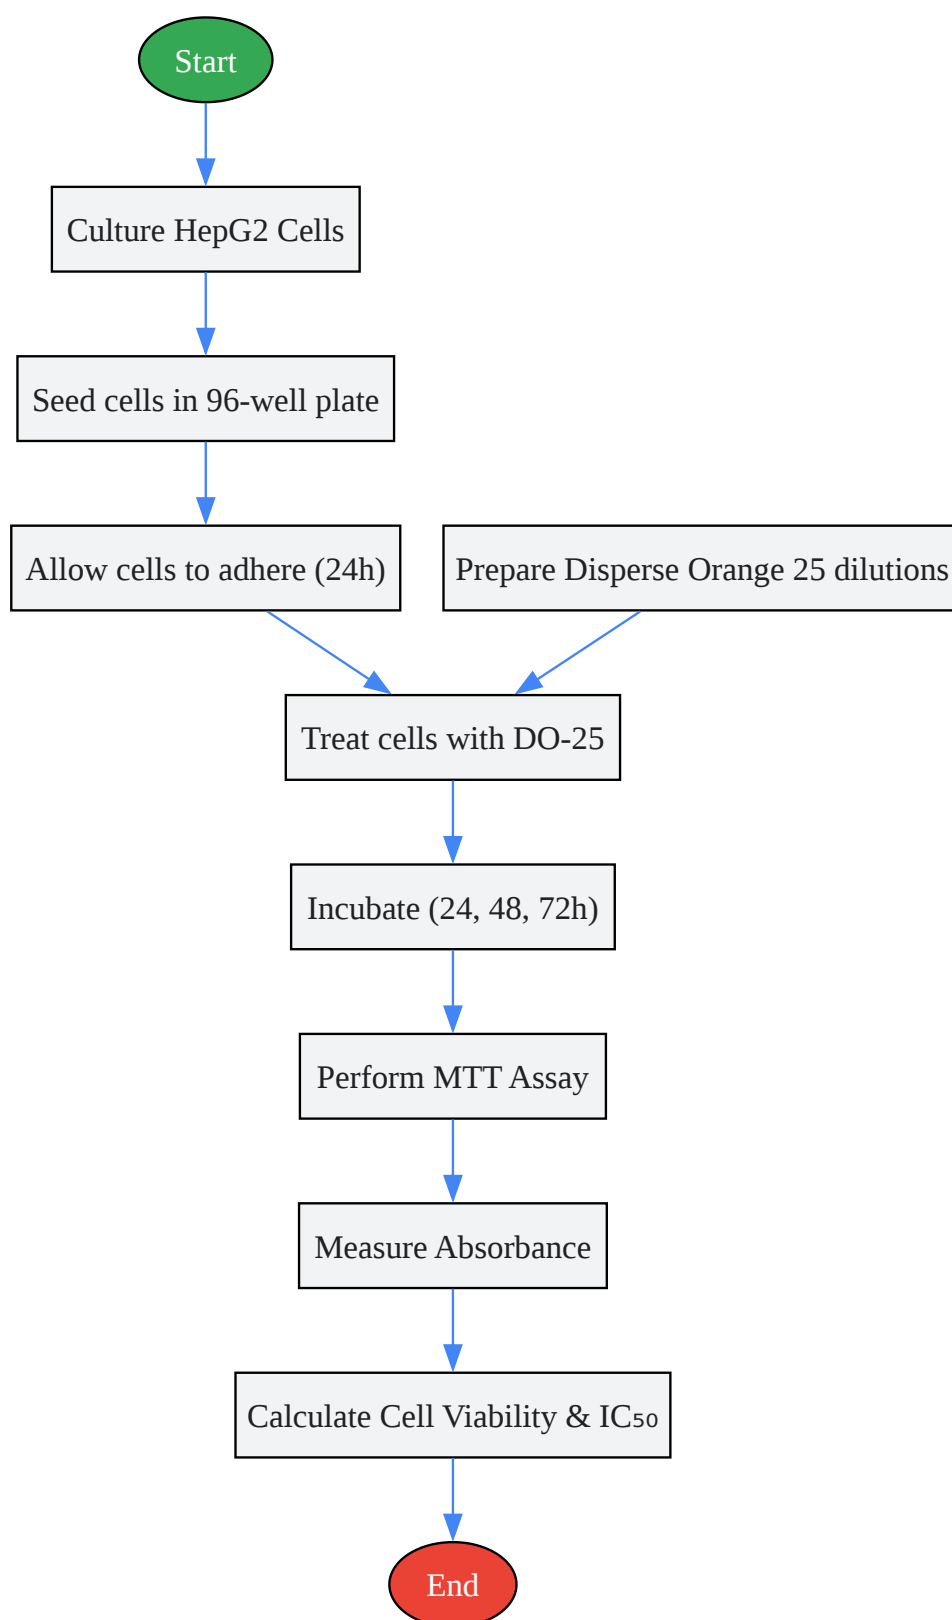 Start
Culture HepG2 Cells
Seed cells in 96-well plate
Allow cells to adhere (24h)
Prepare Disperse Orange 25 dilutions
Treat cells with DO-25
Incubate (24, 48, 72h)
Perform MTT Assay
Measure Absorbance
Calculate Cell Viability & IC₅₀
End